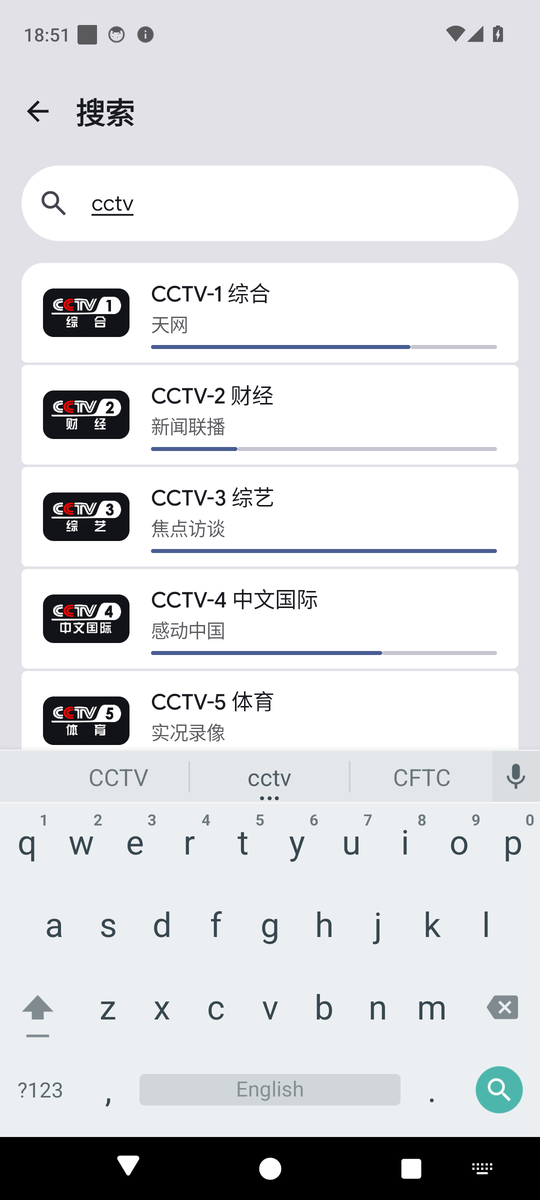 18:51
搜索
cctv
CCTV 1
综 合
CCTV-1 综合
天网
CCTV 2
财 经
CCTV-2 财经
新闻联播
CCTV 3
综 艺
CCTV-3 综艺
焦点访谈
CCTV 4
中文国际
CCTV-4 中文国际
感动中国
CCTV 5
体 育
CCTV-5 体育
实况录像
CCTV cctv CFTC
1 2 3 4 5 6 7 8 9 0
q w e r t y u i o p
a s d f g h j k l
z x c v b n m
?123 , English .